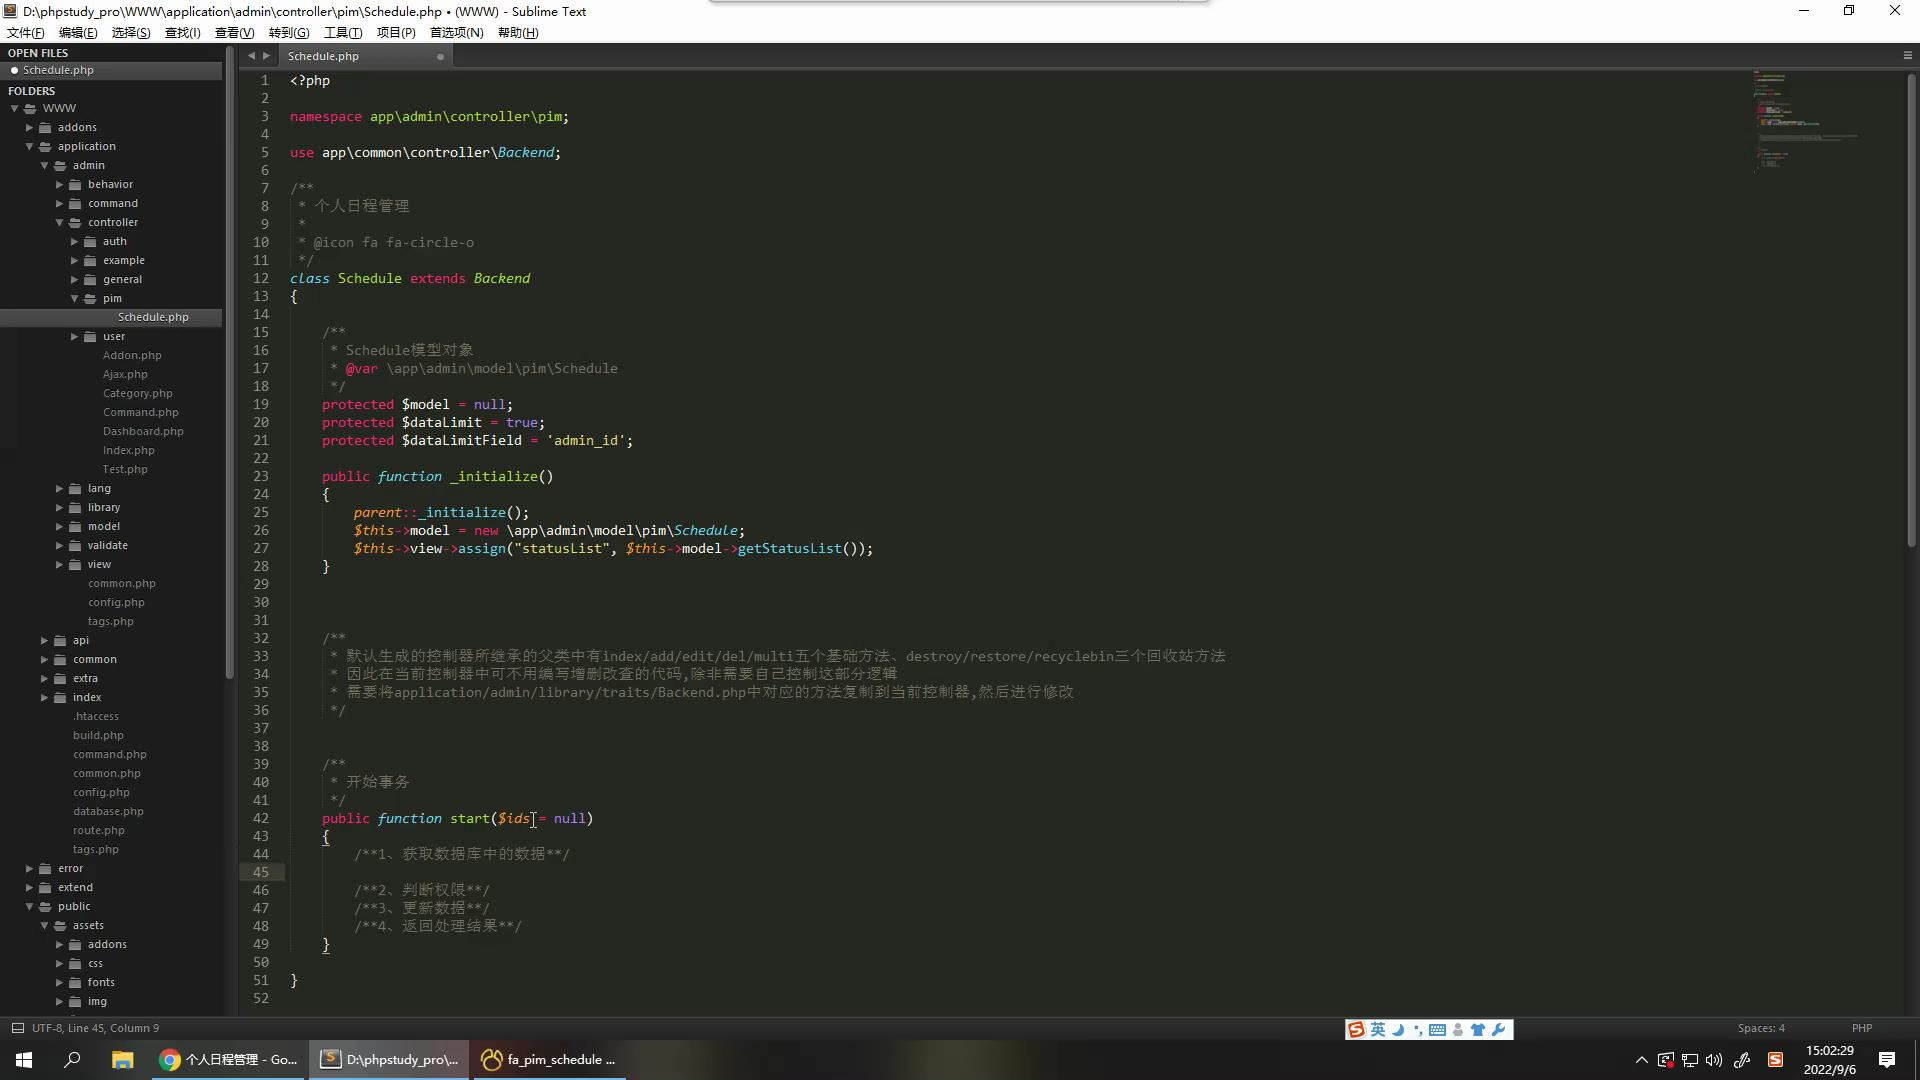 D:\phpstudy_pro\WWW\application\admin\controller\pim\Schedule.php • (WWW) - Sublime Text
文件(F) 编辑(E) 选择(S) 查找(I) 查看(V) 转到(G) 工具(T) 项目(P) 首选项(N) 帮助(H)
OPEN FILES
Schedule.php
FOLDERS
WWW
addons
application
admin
behavior
command
controller
auth
example
general
pim
Schedule.php
user
Addon.php
Ajax.php
Category.php
Command.php
Dashboard.php
Index.php
Test.php
lang
library
model
validate
view
common.php
config.php
tags.php
api
common
extra
index
.htaccess
build.php
command.php
common.php
config.php
database.php
route.php
tags.php
error
extend
public
assets
addons
css
fonts
img
Schedule.php
1 <?php
2
3 namespace app\admin\controller\pim;
4
5 use app\common\controller\Backend;
6
7 /**
8  * 个人日程管理
9  *
10  * @icon fa fa-circle-o
11  */
12 class Schedule extends Backend
13 {
14
15     /**
16      * Schedule模型对象
17      * @var \app\admin\model\pim\Schedule
18      */
19     protected $model = null;
20     protected $dataLimit = true;
21     protected $dataLimitField = 'admin_id';
22
23     public function _initialize()
24     {
25         parent::_initialize();
26         $this->model = new \app\admin\model\pim\Schedule;
27         $this->view->assign("statusList", $this->model->getStatusList());
28     }
29
30
31
32     /**
33      * 默认生成的控制器所继承的父类中有index/add/edit/del/multi五个基础方法、destroy/restore/recyclebin三个回收站方法
34      * 因此在当前控制器中可不用编写增删改查的代码,除非需要自己控制这部分逻辑
35      * 需要将application/admin/library/traits/Backend.php中对应的方法复制到当前控制器,然后进行修改
36      */
37
38
39     /**
40      * 开始事务
41      */
42     public function start($ids = null)
43     {
44         /**1、获取数据库中的数据**/
45
46         /**2、判断权限**/
47         /**3、更新数据**/
48         /**4、返回处理结果**/
49     }
50
51 }
52
UTF-8, Line 45, Column 9
英
Spaces: 4
PHP
个人日程管理 - Go...
D:\phpstudy_pro\...
fa_pim_schedule ...
15:02:29
2022/9/6